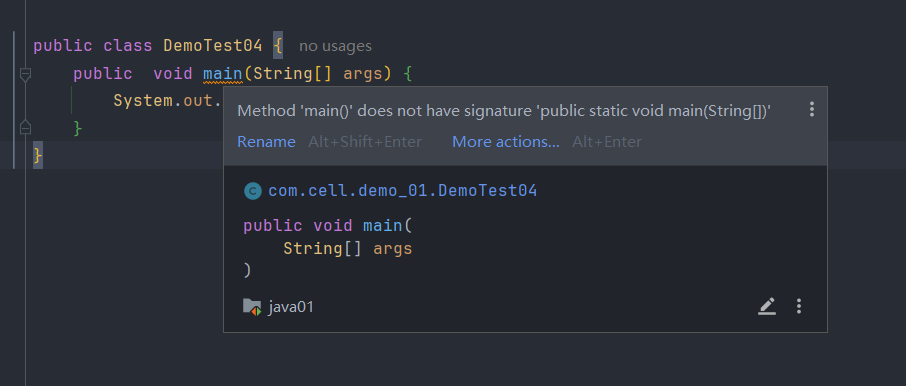 public class DemoTest04 { no usages
public  void main(String[] args) {
System.out.
}
}
Method 'main()' does not have signature 'public static void main(String[])'
Rename Alt+Shift+Enter More actions... Alt+Enter
C com.cell.demo_01.DemoTest04
public void main(
String[] args
)
java01